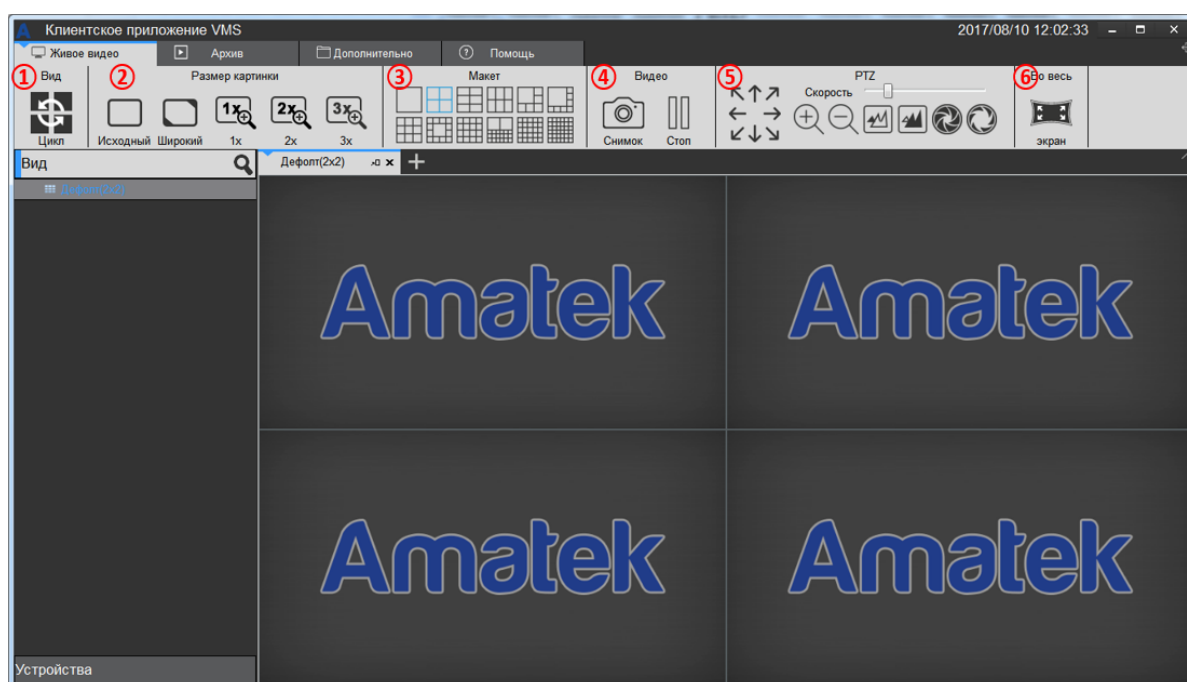 Клиентское приложение VMS 2017/08/10 12:02:33
Живое видео Архив Дополнительно Помощь
1 Вид 2 Размер картинки 3 Макет 4 Видео 5 PTZ 6 Во весь
Скорость
1x 2x 3x
Цикл Исходный Широкий 1x 2x 3x Снимок Стоп экран
Вид Дефолт(2x2)
Дефолт(2x2)
Amatek Amatek
Amatek Amatek
Устройства